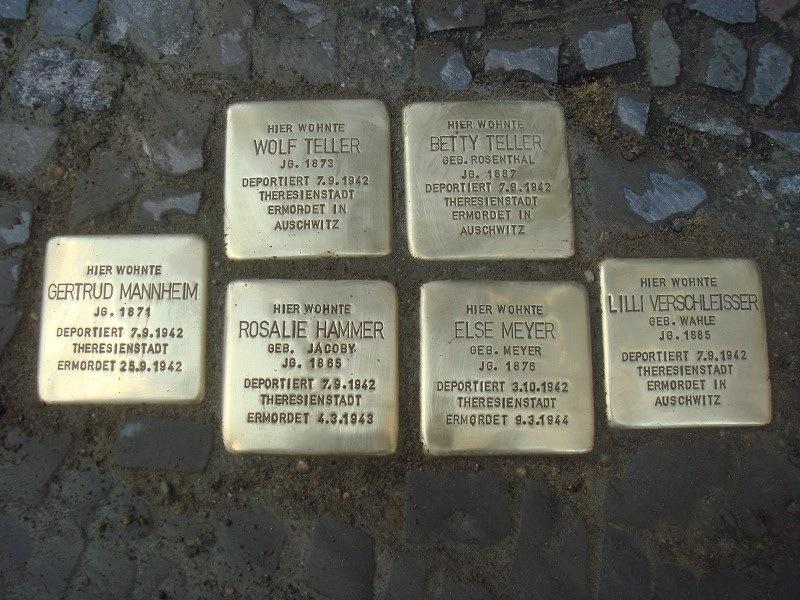 HIER WOHNTE
WOLF TELLER
JG. 1873
DEPORTIERT 7.9.1942
THERESIENSTADT
ERMORDET IN
AUSCHWITZ
HIER WOHNTE
BETTY TELLER
GEB. ROSENTHAL
JG. 1887
DEPORTIERT 7.9.1942
THERESIENSTADT
ERMORDET IN
AUSCHWITZ
HIER WOHNTE
GERTRUD MANNHEIM
JG. 1871
DEPORTIERT 7.9.1942
THERESIENSTADT
ERMORDET 25.9.1942
HIER WOHNTE
ROSALIE HAMMER
GEB. JACOBY
JG. 1865
DEPORTIERT 7.9.1942
THERESIENSTADT
ERMORDET 4.3.1943
HIER WOHNTE
ELSE MEYER
GEB. MEYER
JG. 1876
DEPORTIERT 3.10.1942
THERESIENSTADT
ERMORDET 9.3.1944
HIER WOHNTE
LILLI VERSCHLEISSER
GEB. WAHLE
JG. 1885
DEPORTIERT 7.9.1942
THERESIENSTADT
ERMORDET IN
AUSCHWITZ